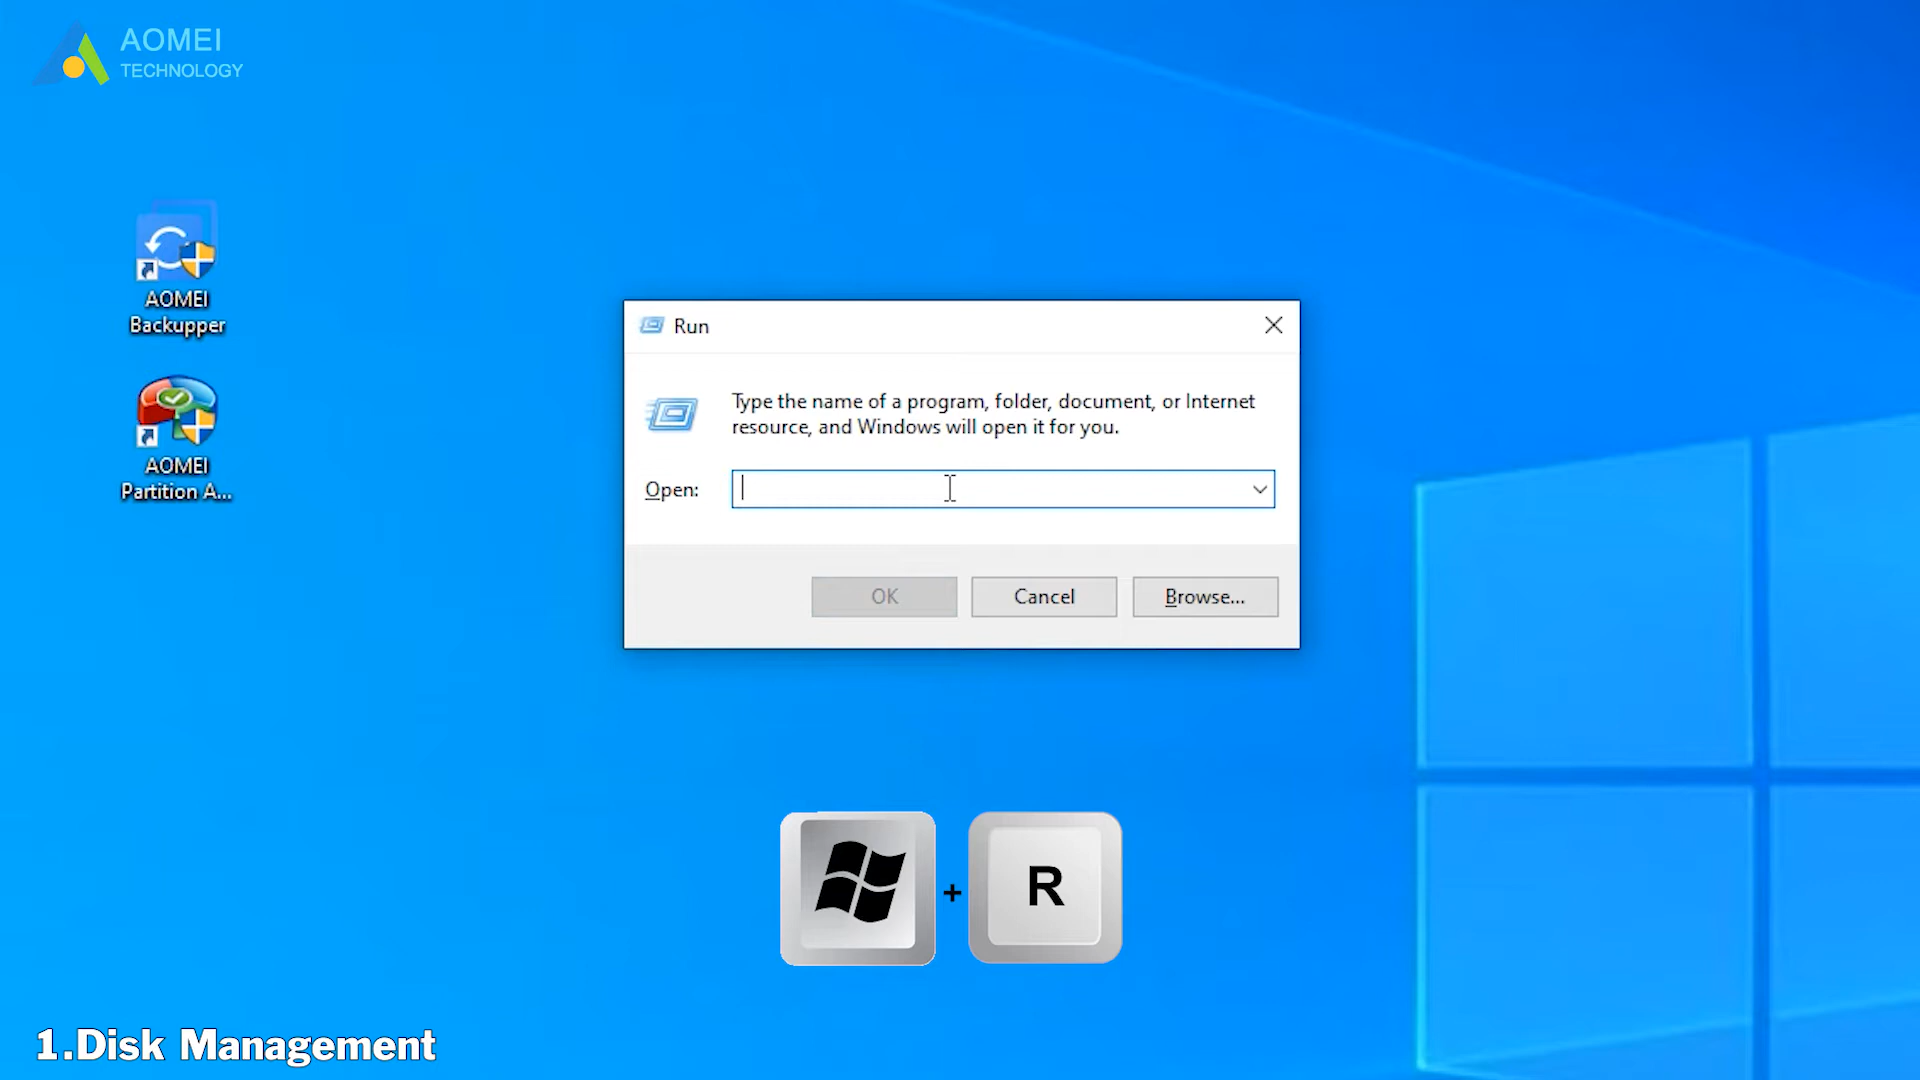 AOMEI
TECHNOLOGY
AOMEI
Backupper
AOMEI
Partition A...
Run
Type the name of a program, folder, document, or Internet
resource, and Windows will open it for you.
Open:
OK
Cancel
Browse...
+
R
1.Disk Management